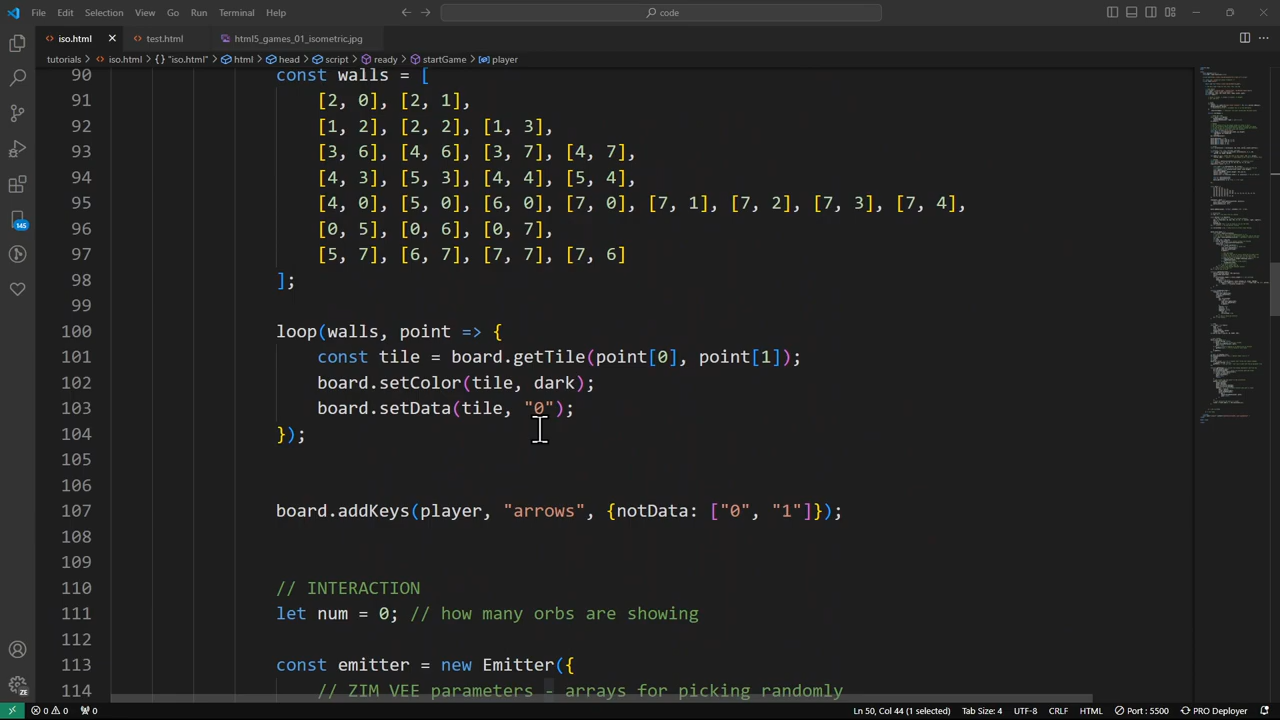 File Edit Selection View Go Run Terminal Help
code
iso.html
test.html
html5_games_01_isometric.jpg
tutorials > iso.html > {} "iso.html" > html > head > script > ready > startGame > player
90 const walls = [
91 [2, 0], [2, 1],
92 [1, 2], [2, 2], [1, 3],
93 [3, 6], [4, 6], [3, 7], [4, 7],
94 [4, 3], [5, 3], [4, 4], [5, 4],
95 [4, 0], [5, 0], [6, 0], [7, 0], [7, 1], [7, 2], [7, 3], [7, 4],
96 [0, 5], [0, 6], [0, 7],
97 [5, 7], [6, 7], [7, 7], [7, 6]
98 ];
99
100 loop(walls, point => {
101 const tile = board.getTile(point[0], point[1]);
102 board.setColor(tile, dark);
103 board.setData(tile, "0");
104 });
105
106
107 board.addKeys(player, "arrows", {notData: ["0", "1"]});
108
109
110 // INTERACTION
111 let num = 0; // how many orbs are showing
112
113 const emitter = new Emitter({
114 // ZIM VEE parameters - arrays for picking randomly
145
ZE
0 0 0 Ln 50, Col 44 (1 selected) Tab Size: 4 UTF-8 CRLF HTML Port : 5500 PRO Deployer